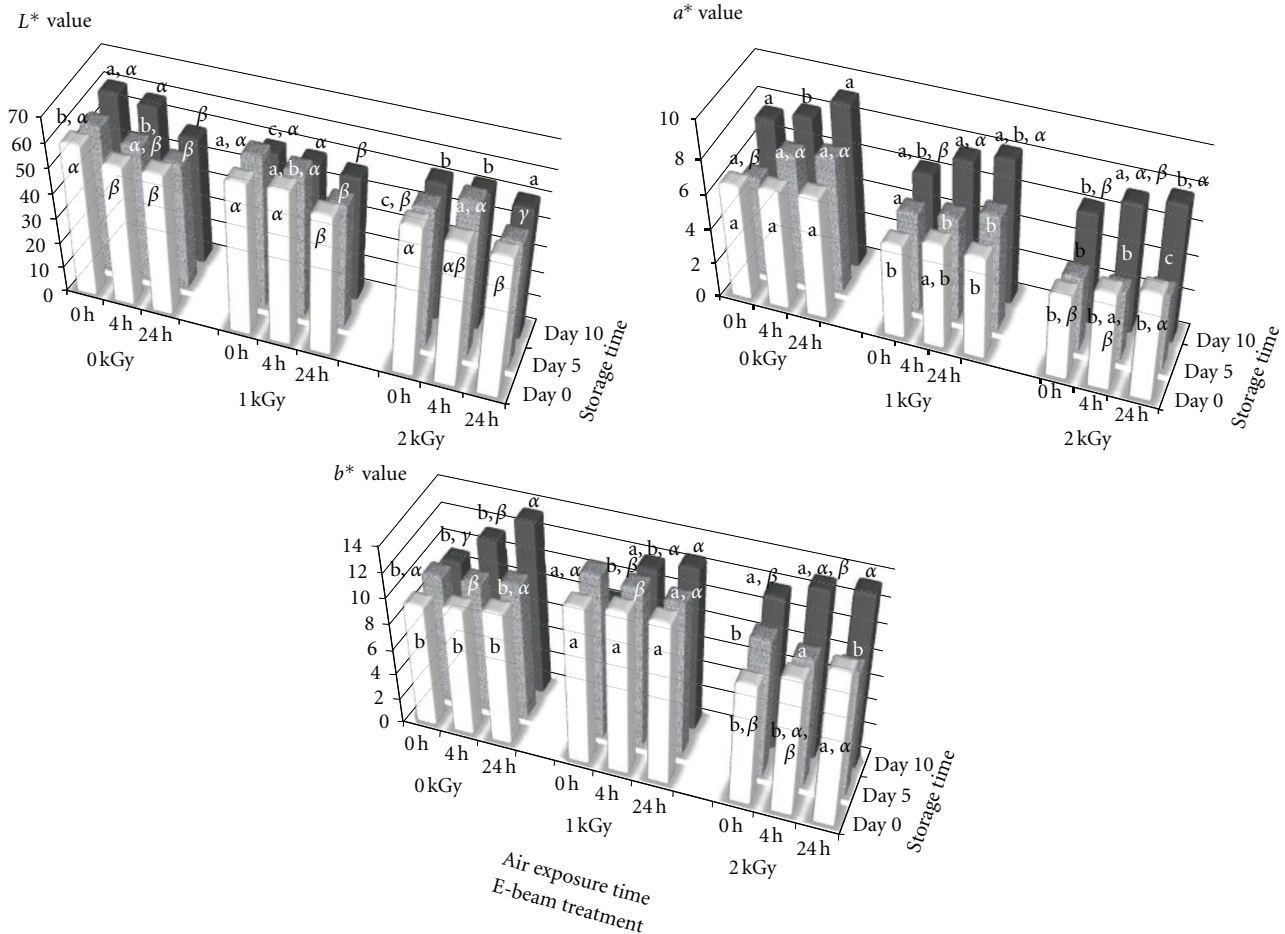 L* value
a, α
α
β
b, α
b,
α, β
β
a, α
c, α
α
β
a, b, α
β
c, β
b
b
a
a, α
γ
α
β
β
α
α
β
α
αβ
β
70
60
50
40
30
20
10
0
0 h
4 h
24 h
0 kGy
0 h
4 h
24 h
1 kGy
0 h
4 h
24 h
2 kGy
Day 10
Day 5
Day 0
Storage time
a* value
a
b
a
a, β
a, α
a, α
a
a
a
a, b, β
a, α
a, b, α
a
b
b
b
a, b
b
b, β
a, α, β
b, α
b
b
c
b, β
b, a,
β
b, α
10
8
6
4
2
0
0 h
4 h
24 h
0 kGy
0 h
4 h
24 h
1 kGy
0 h
4 h
24 h
2 kGy
Day 10
Day 5
Day 0
Storage time
b* value
b, γ
b, β
α
b, α
β
b, α
b
b
b
a, α
a, b, α
α
b, β
β
a, α
a
a
a
a, β
a, α, β
α
b
a
b
b, β
b, α,
β
a, α
14
12
10
8
6
4
2
0
0 h
4 h
24 h
0 kGy
0 h
4 h
24 h
1 kGy
0 h
4 h
24 h
2 kGy
Day 10
Day 5
Day 0
Storage time
Air exposure time
E-beam treatment